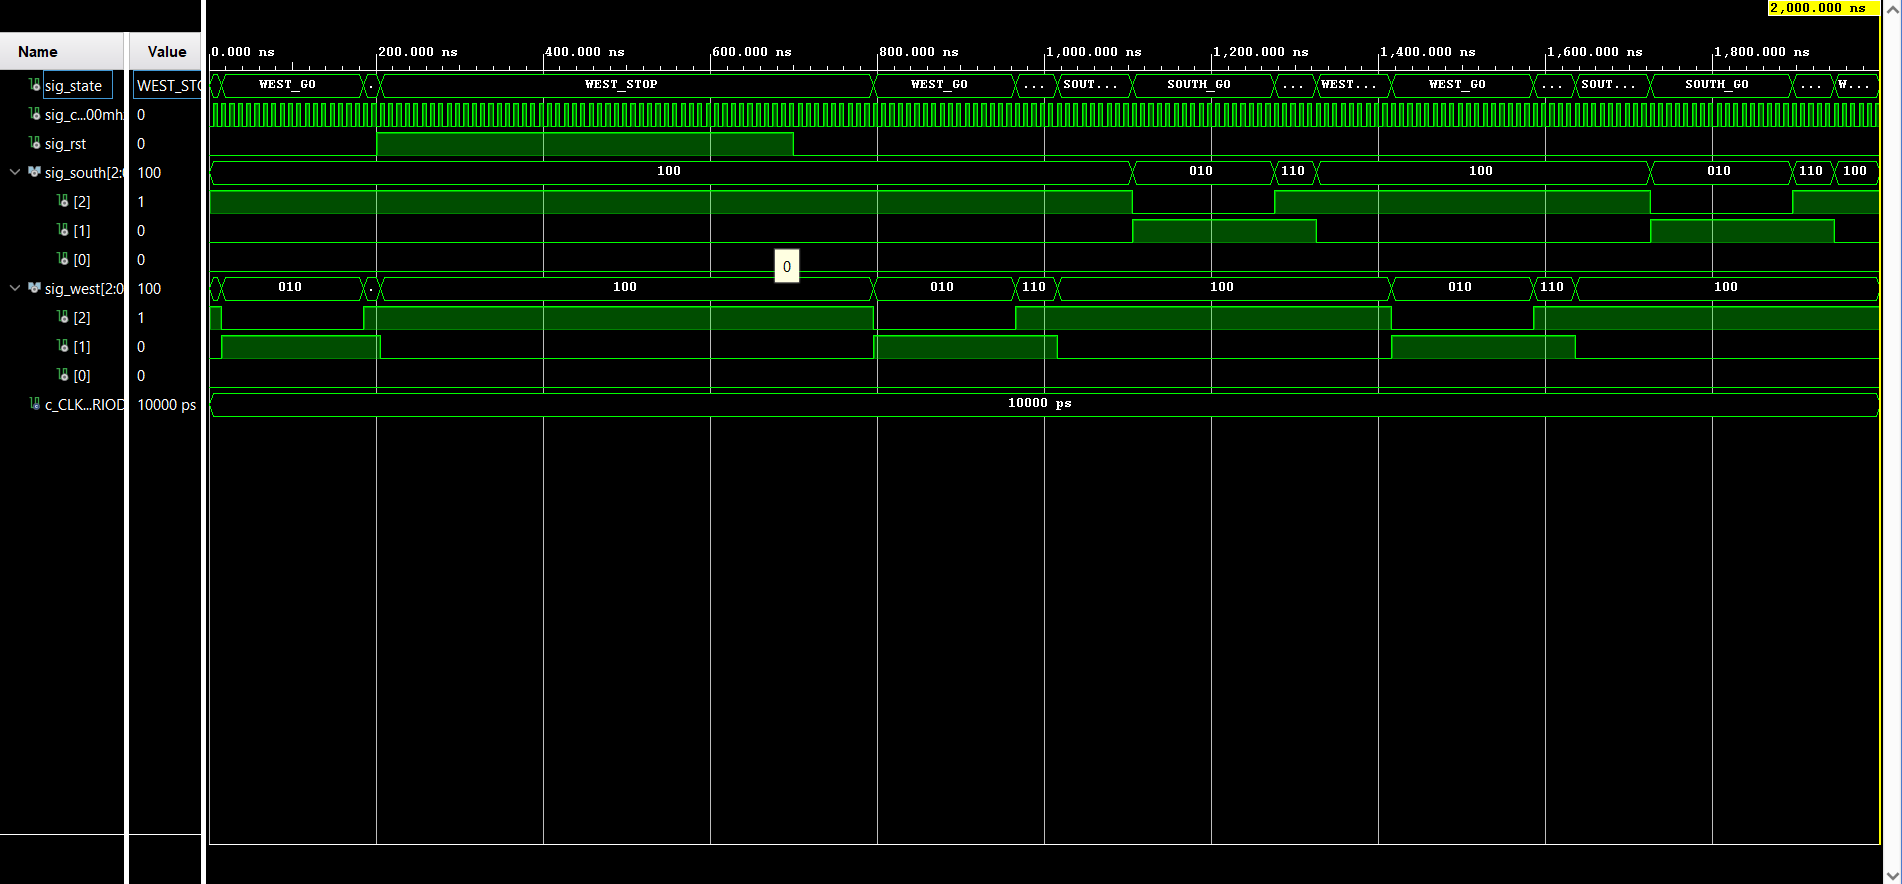 2,000.000 ns
Name Value 0.000 ns 200.000 ns 400.000 ns 600.000 ns 800.000 ns 1,000.000 ns 1,200.000 ns 1,400.000 ns 1,600.000 ns 1,800.000 ns
sig_state WEST_STO WEST_GO . WEST_STOP WEST_GO ... SOUT... SOUTH_GO ... WEST... WEST_GO ... SOUT... SOUTH_GO ... W...
sig_c...00mh 0
sig_rst 0
sig_south[2:0 100 100 010 110 100 010 110 100
[2] 1
[1] 0
[0] 0
0
sig_west[2:0 100 010 . 100 010 110 100 010 110 100
[2] 1
[1] 0
[0] 0
c_CLK...RIOD 10000 ps 10000 ps